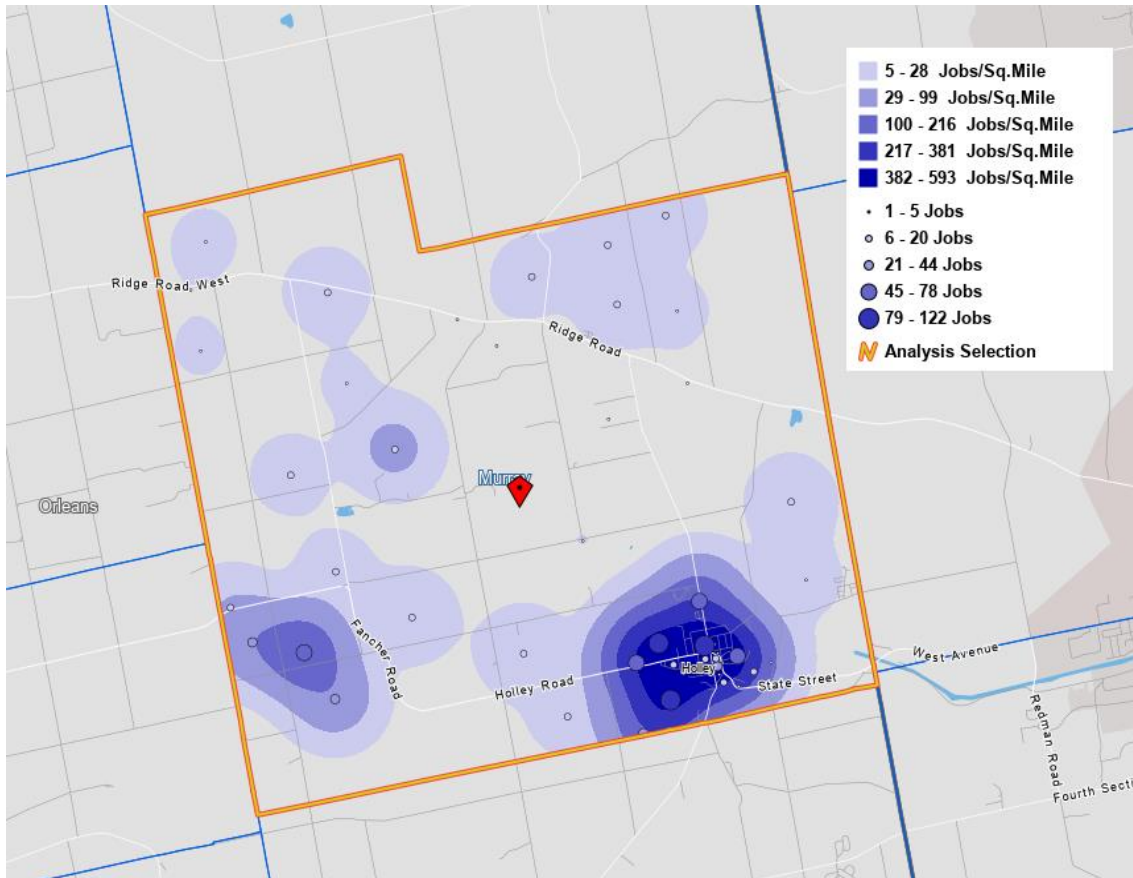 5 - 28 Jobs/Sq.Mile
29 - 99 Jobs/Sq.Mile
100 - 216 Jobs/Sq.Mile
217 - 381 Jobs/Sq.Mile
382 - 593 Jobs/Sq.Mile
1 - 5 Jobs
6 - 20 Jobs
21 - 44 Jobs
45 - 78 Jobs
79 - 122 Jobs
Analysis Selection
Ridge Road, West
Ridge Road
Murray
Orleans
Fancher Road
Holley Road
Holley
State Street
West Avenue
Redman Road
Fourth Secti